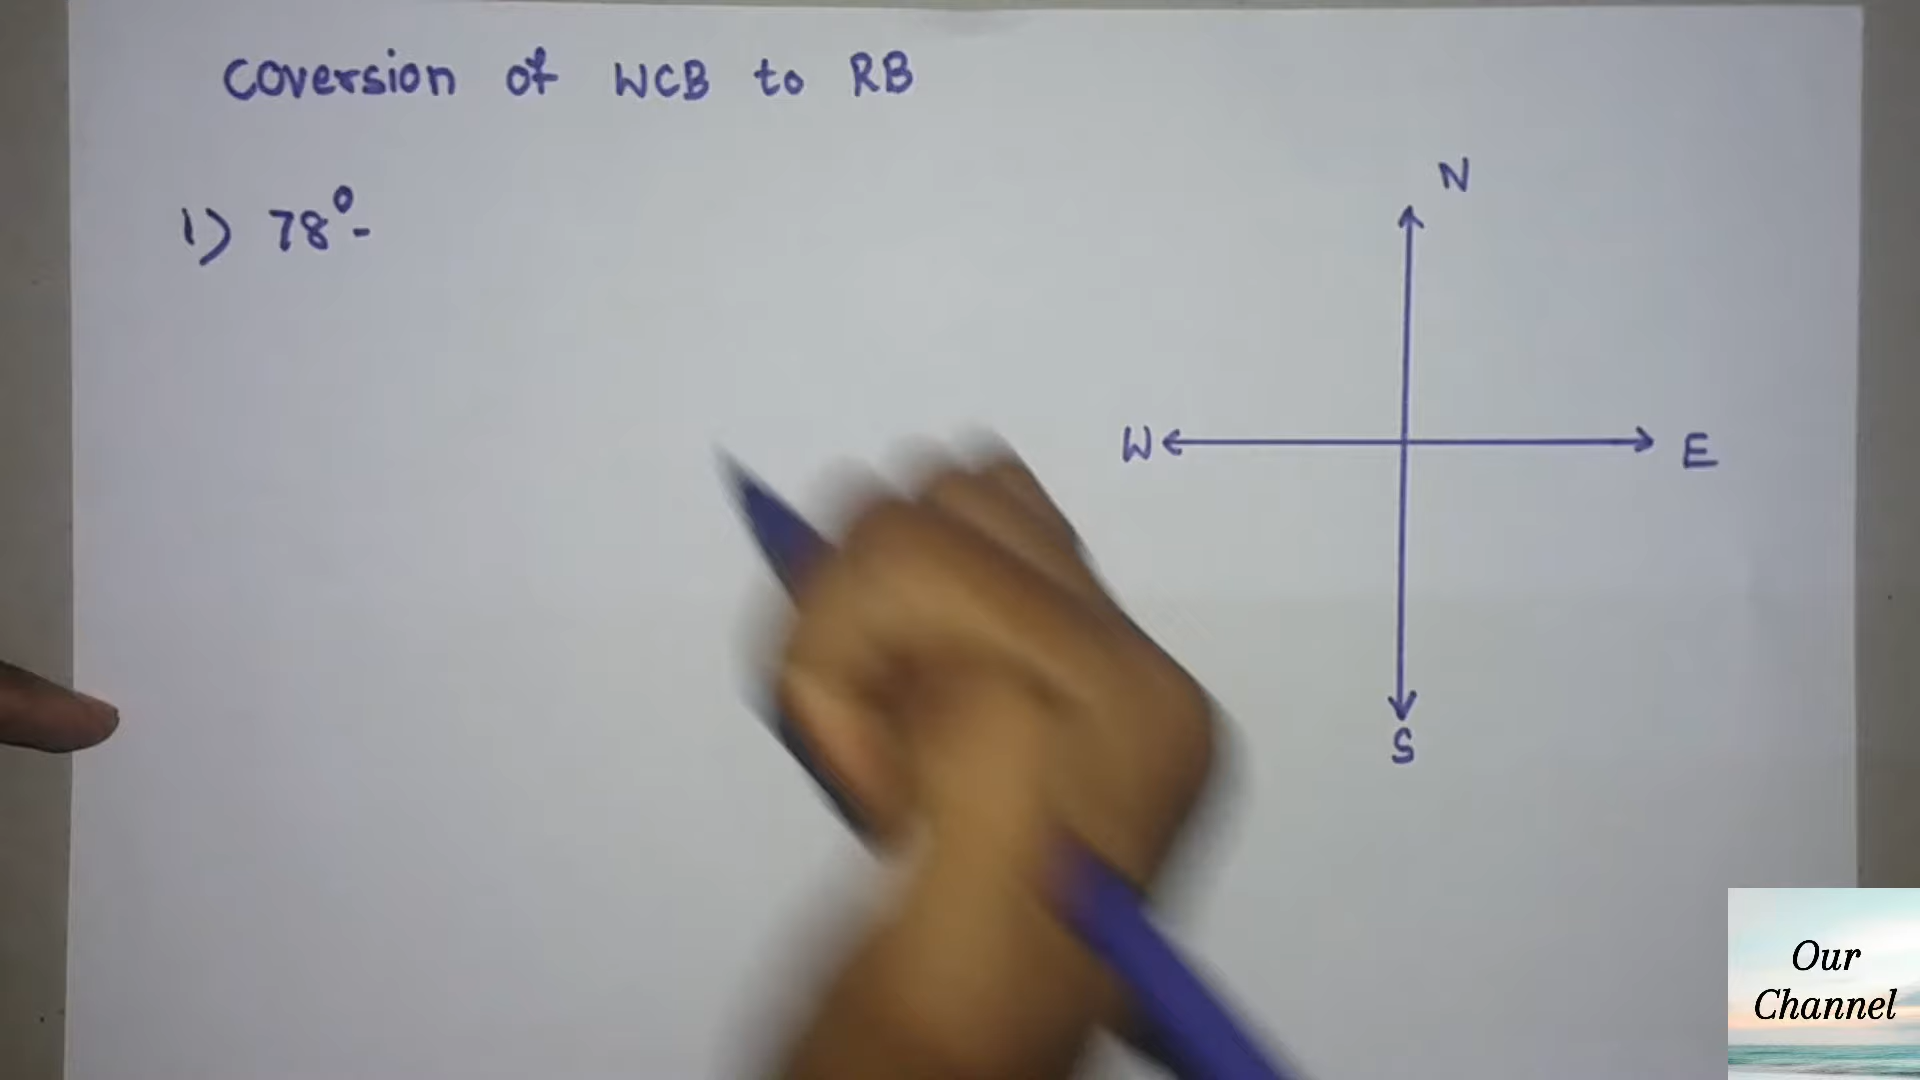 Coversion of WCB to RB
1) 78°-
N
W
E
S
Our
Channel